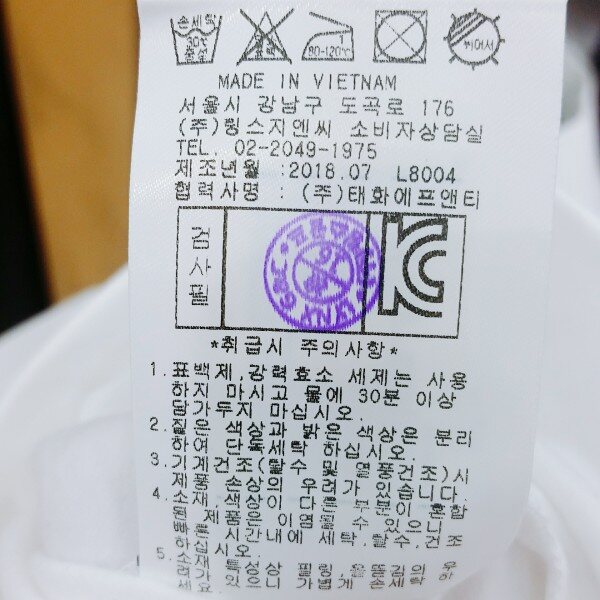 손세탁 30℃ 중성 표백 1 80-120℃ 짜어서
MADE IN VIETNAM
서울시 강남구 도곡로 176
(주)링스지엔씨 소비자상담실
TEL. 02-2049-1975
제조년월 : 2018.07 L8004
협력사명 : (주)태화에프앤티
검사필
KC
*취급시 주의사항*
1. 표백제,강력효소 세제는 사용
하지 마시고 물에 30분 이상
담가두지 마십시오.
2. 짙은 색상과 밝은 색상은 분리
하여 단독세탁 하십시오.
3. 기계건조(탈수 및 열풍건조)시
제품 손상의 우려가 있습니다.
4. 소재,색상이 다른 부분이 혼합
된 제품은 이염될수 있으니
빠른 시간내에 세탁,탈수,건조
하십시오.
5. 소재 특성상 필링,올뜯김의 우
려가 있으니 가볍게 손세탁 하
세요.